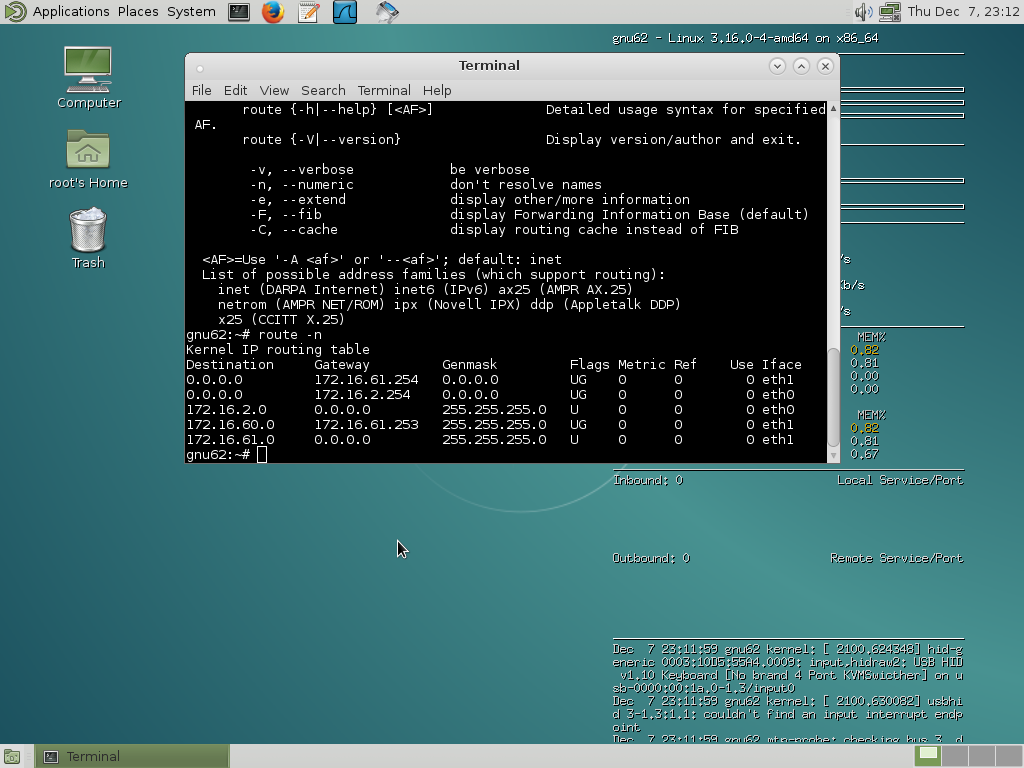 Applications Places System
Thu Dec 7, 23:12
gnu62 - Linux 3.16.0-4-amd64 on x86_64
Computer
root's Home
Trash
Terminal
File Edit View Search Terminal Help
route {-h|--help} [<AF>] Detailed usage syntax for specified
AF.
route {-V|--version} Display version/author and exit.
-v, --verbose be verbose
-n, --numeric don't resolve names
-e, --extend display other/more information
-F, --fib display Forwarding Information Base (default)
-C, --cache display routing cache instead of FIB
<AF>=Use '-A <af>' or '--<af>'; default: inet
List of possible address families (which support routing):
inet (DARPA Internet) inet6 (IPv6) ax25 (AMPR AX.25)
netrom (AMPR NET/ROM) ipx (Novell IPX) ddp (Appletalk DDP)
x25 (CCITT X.25)
gnu62:~# route -n
Kernel IP routing table
Destination Gateway Genmask Flags Metric Ref Use Iface
0.0.0.0 172.16.61.254 0.0.0.0 UG 0 0 0 eth1
0.0.0.0 172.16.2.254 0.0.0.0 UG 0 0 0 eth0
172.16.2.0 0.0.0.0 255.255.255.0 U 0 0 0 eth0
172.16.60.0 172.16.61.253 255.255.255.0 UG 0 0 0 eth1
172.16.61.0 0.0.0.0 255.255.255.0 U 0 0 0 eth1
gnu62:~#
/s
Kb/s
/s
MEM%
0.82
0.81
0.00
0.00
MEM%
0.82
0.81
0.67
Inbound: 0 Local Service/Port
Outbound: 0 Remote Service/Port
Dec 7 23:11:59 gnu62 kernel: [ 2100.624348] hid-g
eneric 0003:10D5:55A4.0009: input,hidraw2: USB HID
v1.10 Keyboard [No brand 4 Port KVMSwicther] on u
sb-0000:00:1a.0-1.3/input0
Dec 7 23:11:59 gnu62 kernel: [ 2100.630082] usbhi
d 3-1.3:1.1: couldn't find an input interrupt endp
oint
Dec 7 23:11:59 gnu62 mtp-probe: checking bus 3, d
Terminal